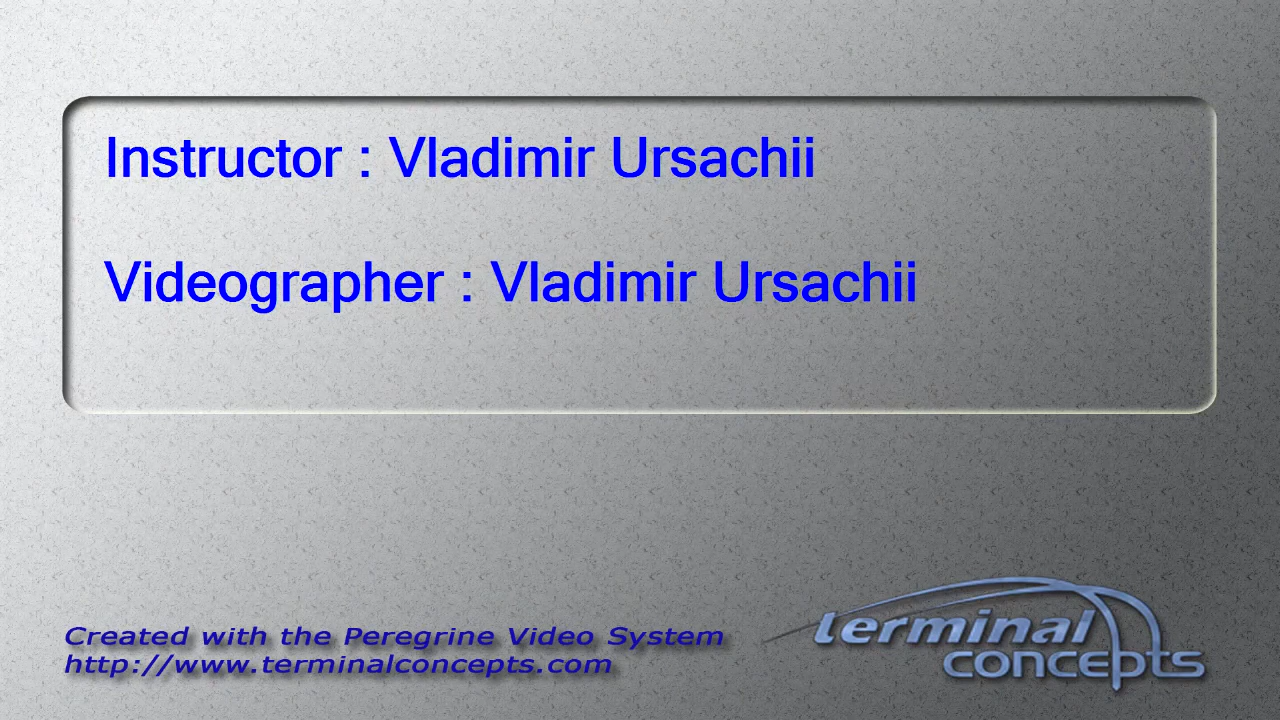 Instructor : Vladimir Ursachii
Videographer : Vladimir Ursachii
Created with the Peregrine Video System
http://www.terminalconcepts.com
terminal
concepts